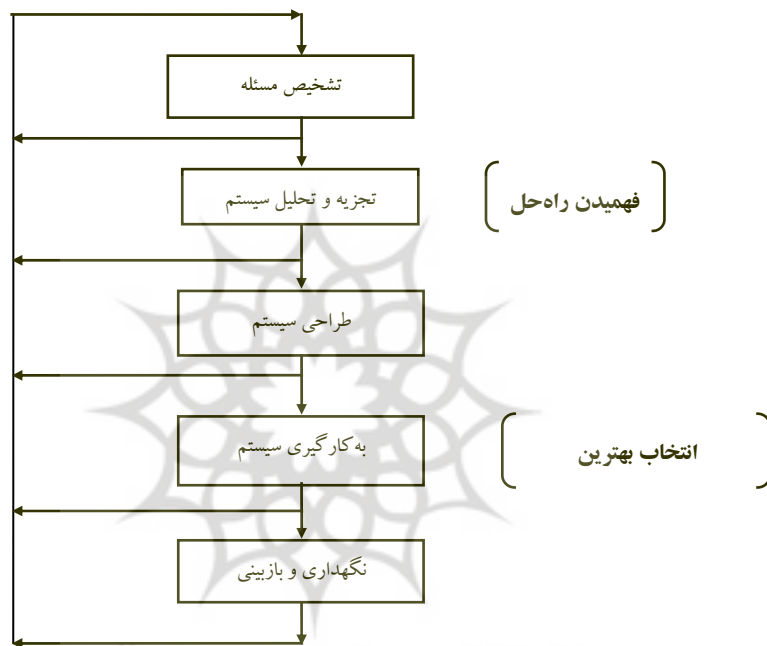 تشخیص مسئله
تجزیه و تحلیل سیستم
فهمیدن راه‌حل
طراحی سیستم
به‌کارگیری سیستم
انتخاب بهترین
نگهداری و بازبینی